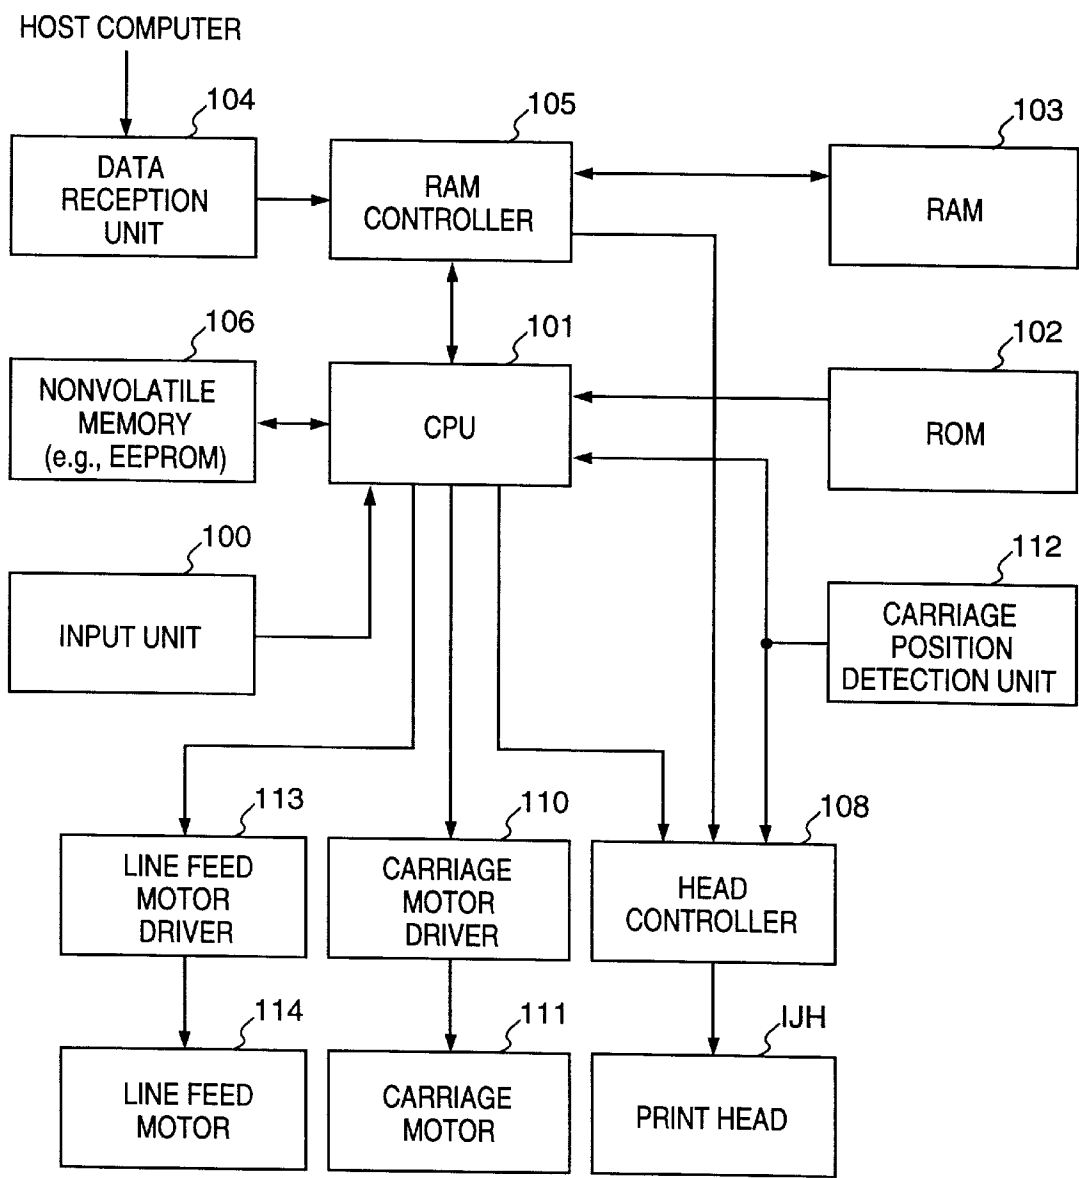 HOST COMPUTER
104
105
103
DATA
RECEPTION
UNIT
RAM
CONTROLLER
RAM
106
101
102
NONVOLATILE
MEMORY
(e.g., EEPROM)
CPU
ROM
100
112
INPUT UNIT
CARRIAGE
POSITION
DETECTION UNIT
113
110
108
LINE FEED
MOTOR
DRIVER
CARRIAGE
MOTOR
DRIVER
HEAD
CONTROLLER
114
111
IJH
LINE FEED
MOTOR
CARRIAGE
MOTOR
PRINT HEAD